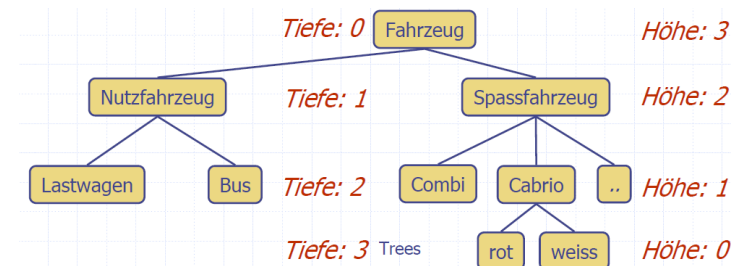 Tiefe: 0 Fahrzeug Höhe: 3
Nutzfahrzeug Tiefe: 1 Spassfahrzeug Höhe: 2
Lastwagen Bus Tiefe: 2 Combi Cabrio .. Höhe: 1
Tiefe: 3 Trees rot weiss Höhe: 0